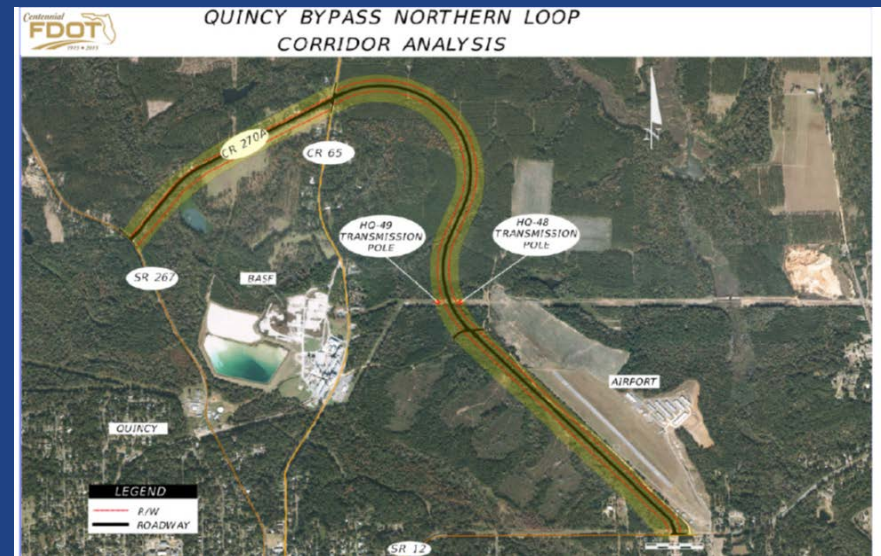 Centennial
FDOT
1915 • 2015
QUINCY BYPASS NORTHERN LOOP
CORRIDOR ANALYSIS
CR 270A
CR 65
HQ-49
TRANSMISSION
POLE
HQ-48
TRANSMISSION
POLE
SR 267
BASF
AIRPORT
QUINCY
LEGEND
R/W
ROADWAY
SR 12